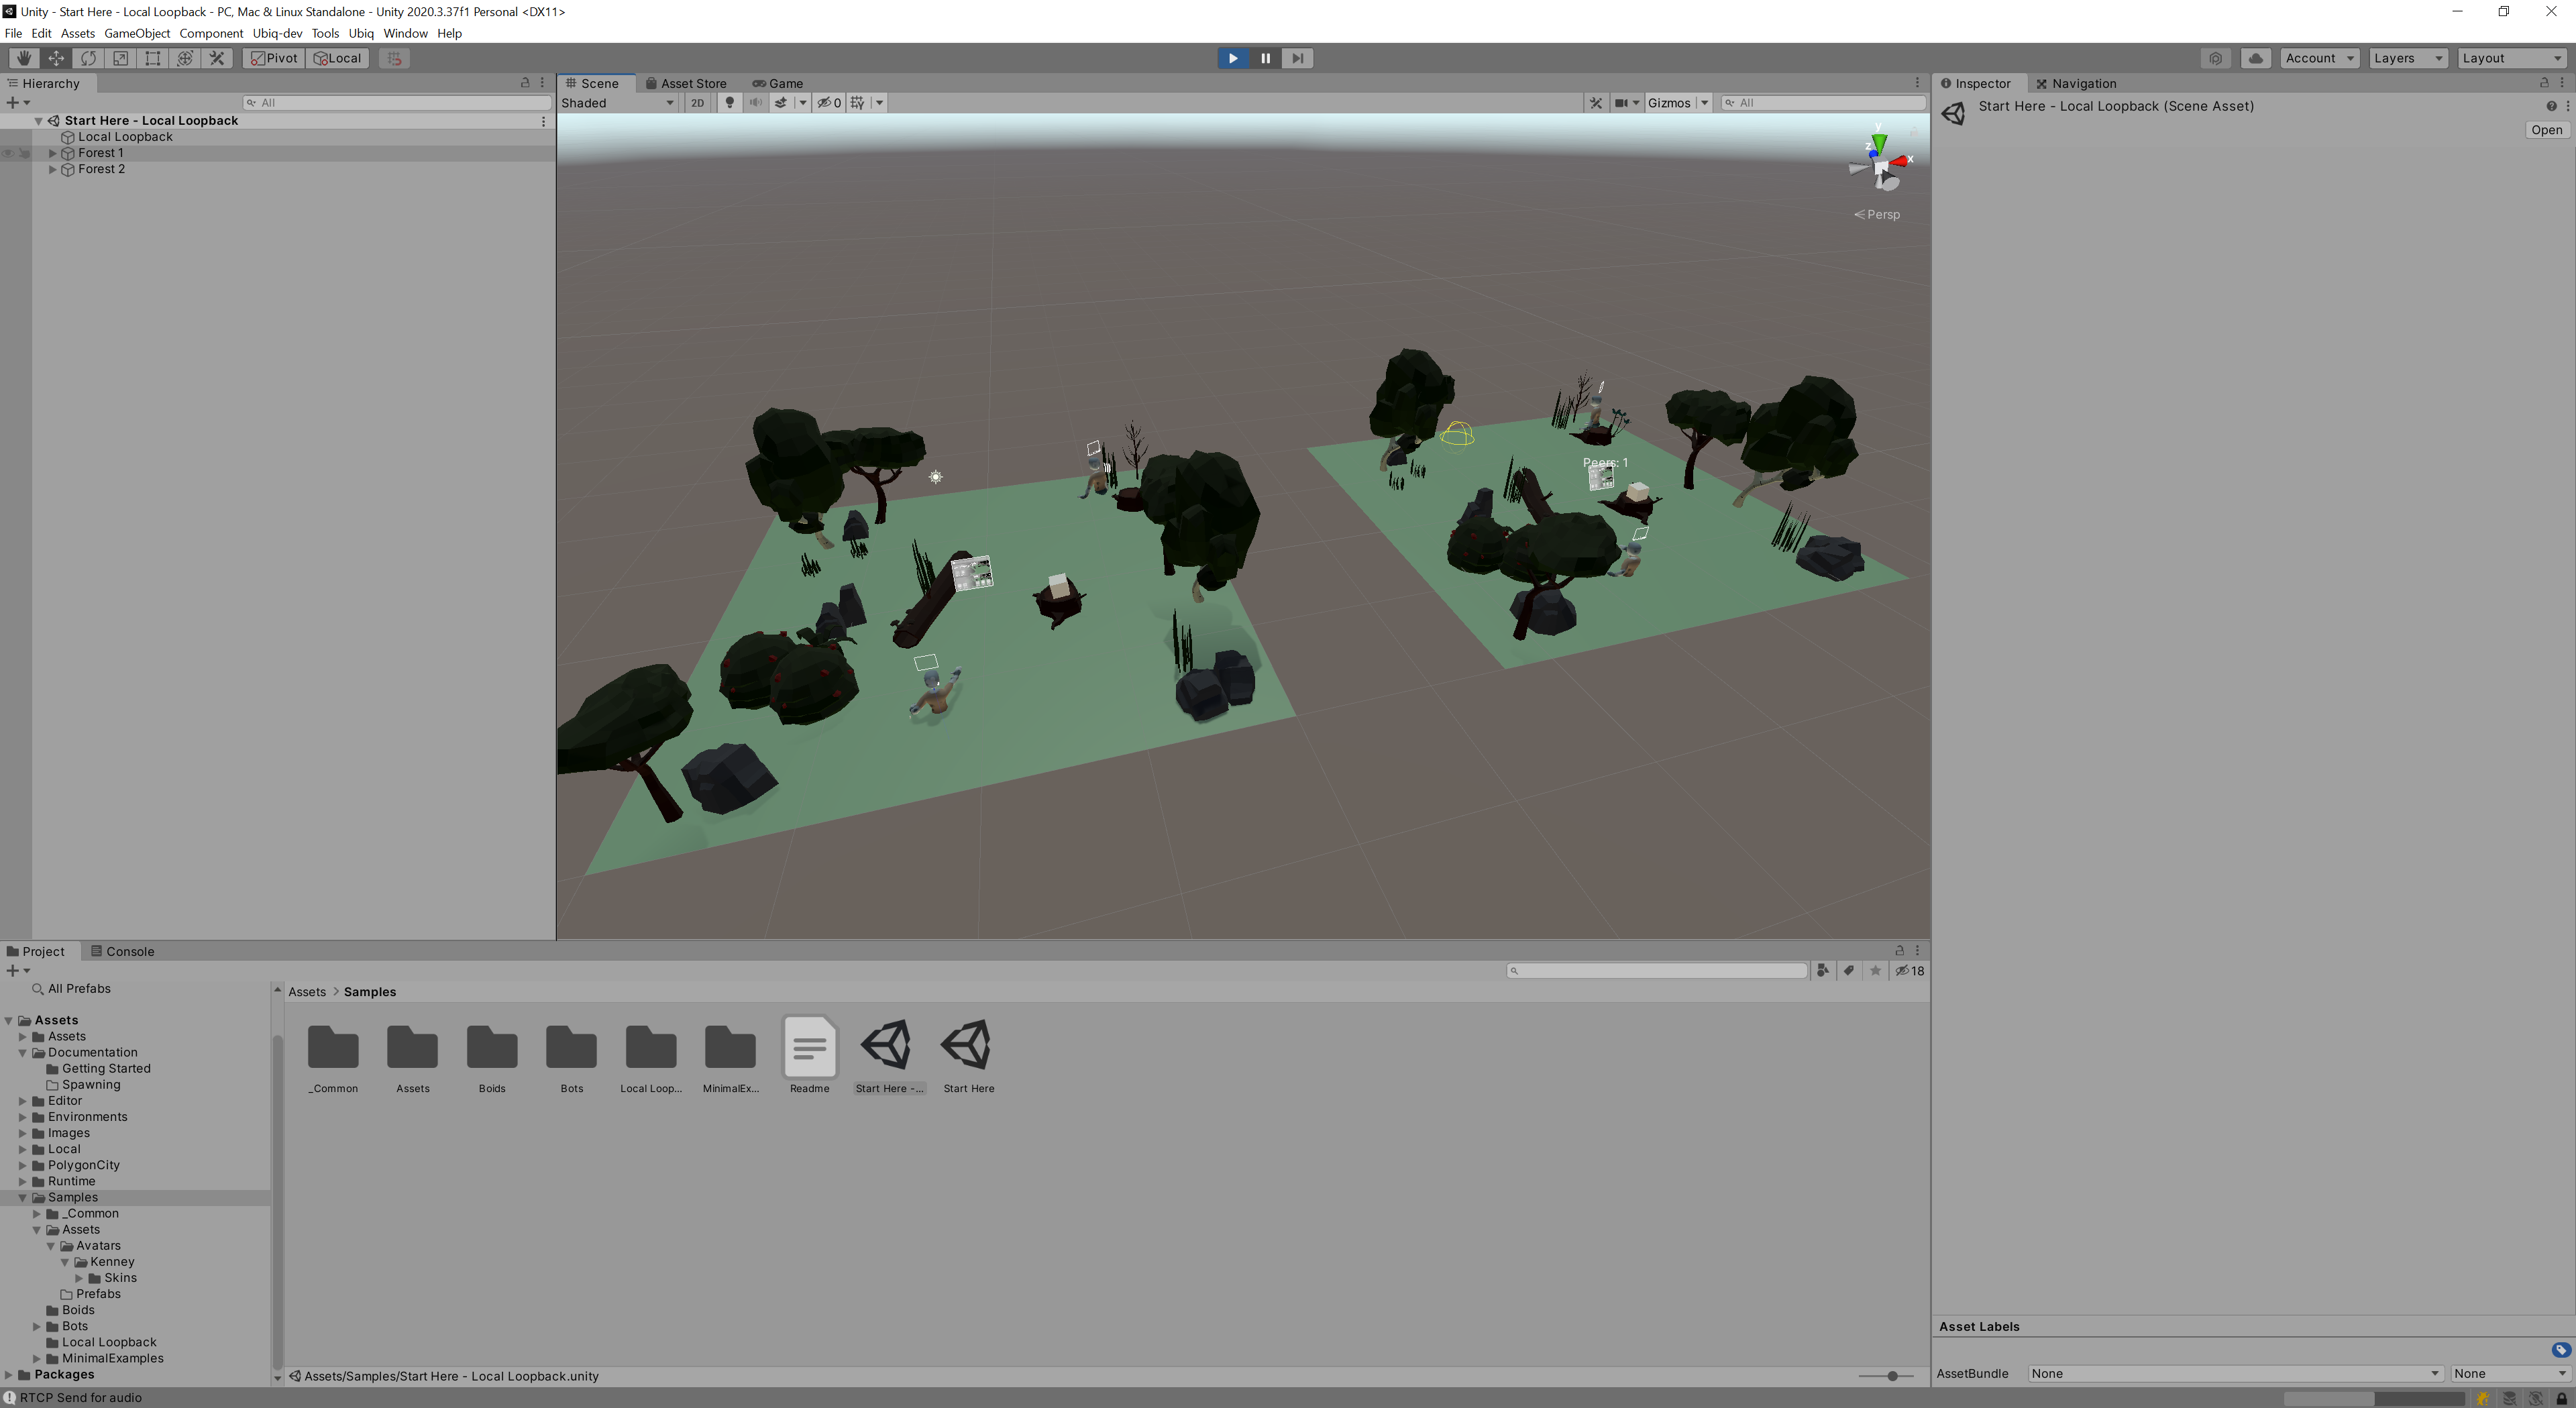 Unity - Start Here - Local Loopback - PC, Mac & Linux Standalone - Unity 2020.3.37f1 Personal <DX11>
File Edit Assets GameObject Component Ubiq-dev Tools Ubiq Window Help
Pivot Local Account Layers Layout
Hierarchy
All
Start Here - Local Loopback
Local Loopback
Forest 1
Forest 2
Scene Asset Store Game
Shaded 2D 0 Gizmos All
y
z x
Persp
Peers: 1
Inspector Navigation
Start Here - Local Loopback (Scene Asset)
Open
Project Console
18
All Prefabs
Assets
Assets
Documentation
Getting Started
Spawning
Editor
Environments
Images
Local
PolygonCity
Runtime
Samples
_Common
Assets
Avatars
Kenney
Skins
Prefabs
Boids
Bots
Local Loopback
MinimalExamples
Packages
Assets > Samples
_Common Assets Boids Bots Local Loop... MinimalEx... Readme Start Here -... Start Here
Assets/Samples/Start Here - Local Loopback.unity
Asset Labels
AssetBundle None None
RTCP Send for audio